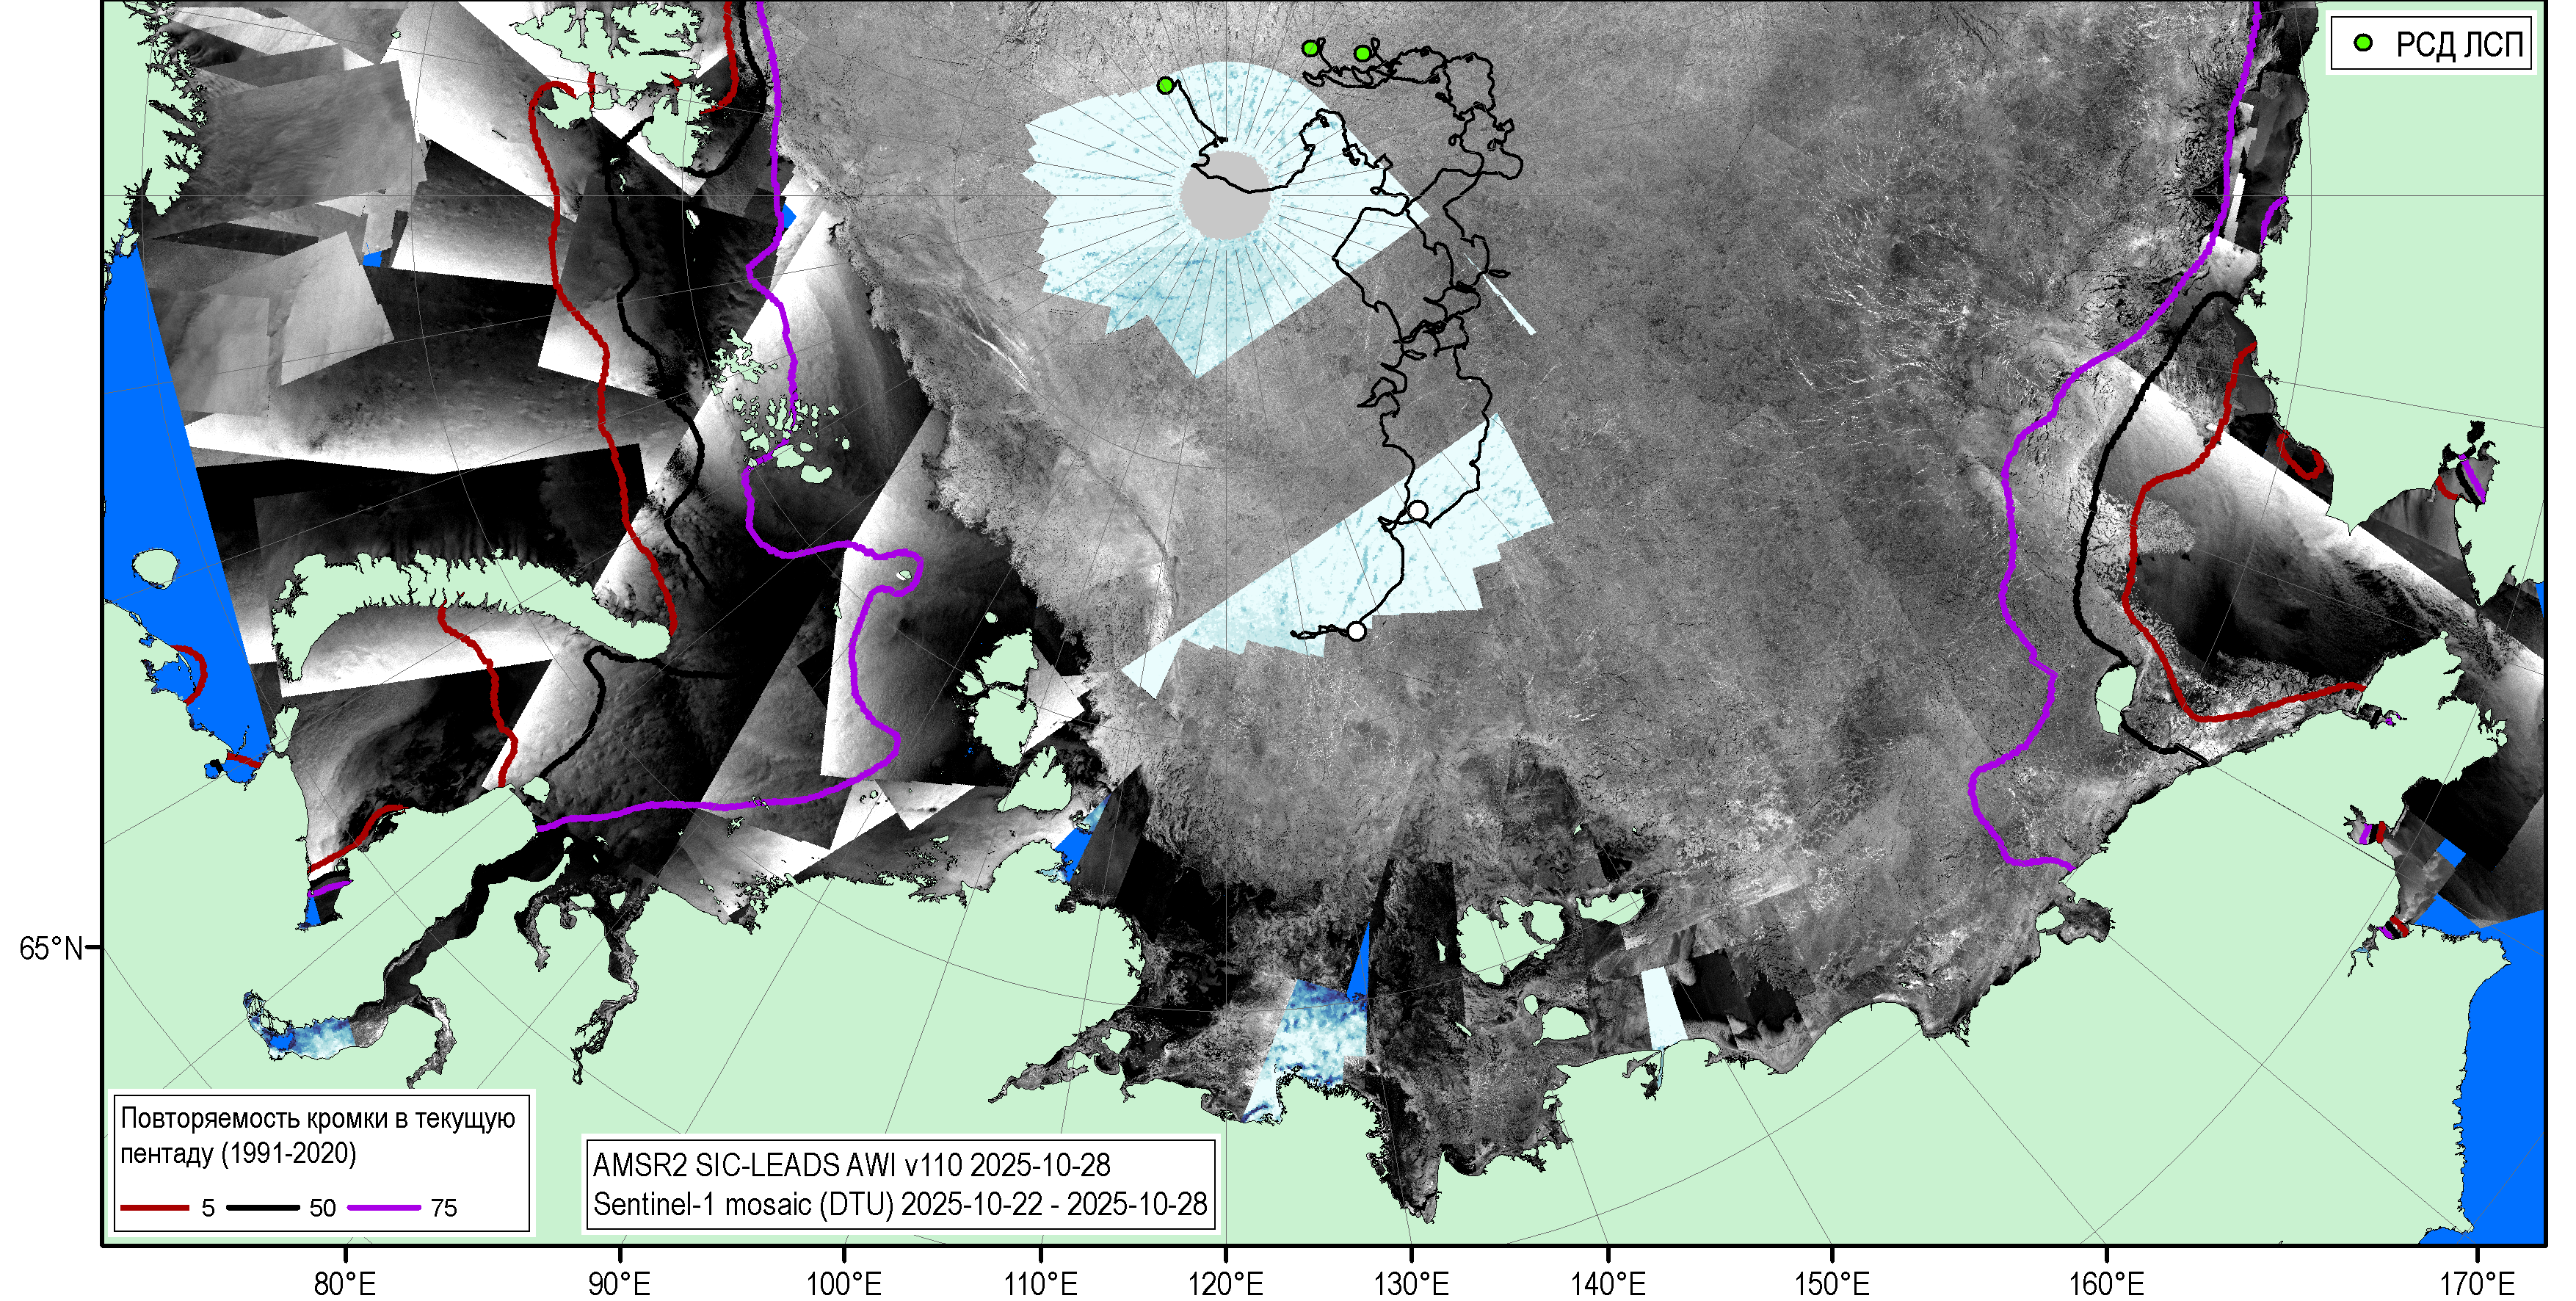 РСД ЛСП
65°N
Повторяемость кромки в текущую
пентаду (1991-2020)
5 50 75
AMSR2 SIC-LEADS AWI v110 2025-10-28
Sentinel-1 mosaic (DTU) 2025-10-22 - 2025-10-28
80°E 90°E 100°E 110°E 120°E 130°E 140°E 150°E 160°E 170°E